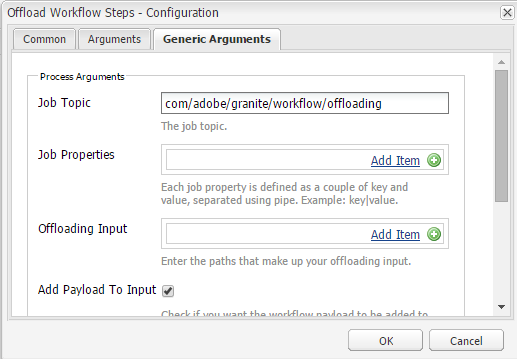 Offload Workflow Steps - Configuration
Common Arguments Generic Arguments
Process Arguments
Job Topic com/adobe/granite/workflow/offloading
The job topic.
Job Properties Add Item
Each job property is defined as a couple of key and
value, separated using pipe. Example: key|value.
Offloading Input Add Item
Enter the paths that make up your offloading input.
Add Payload To Input
Check if you want the workflow payload to be added to
OK Cancel